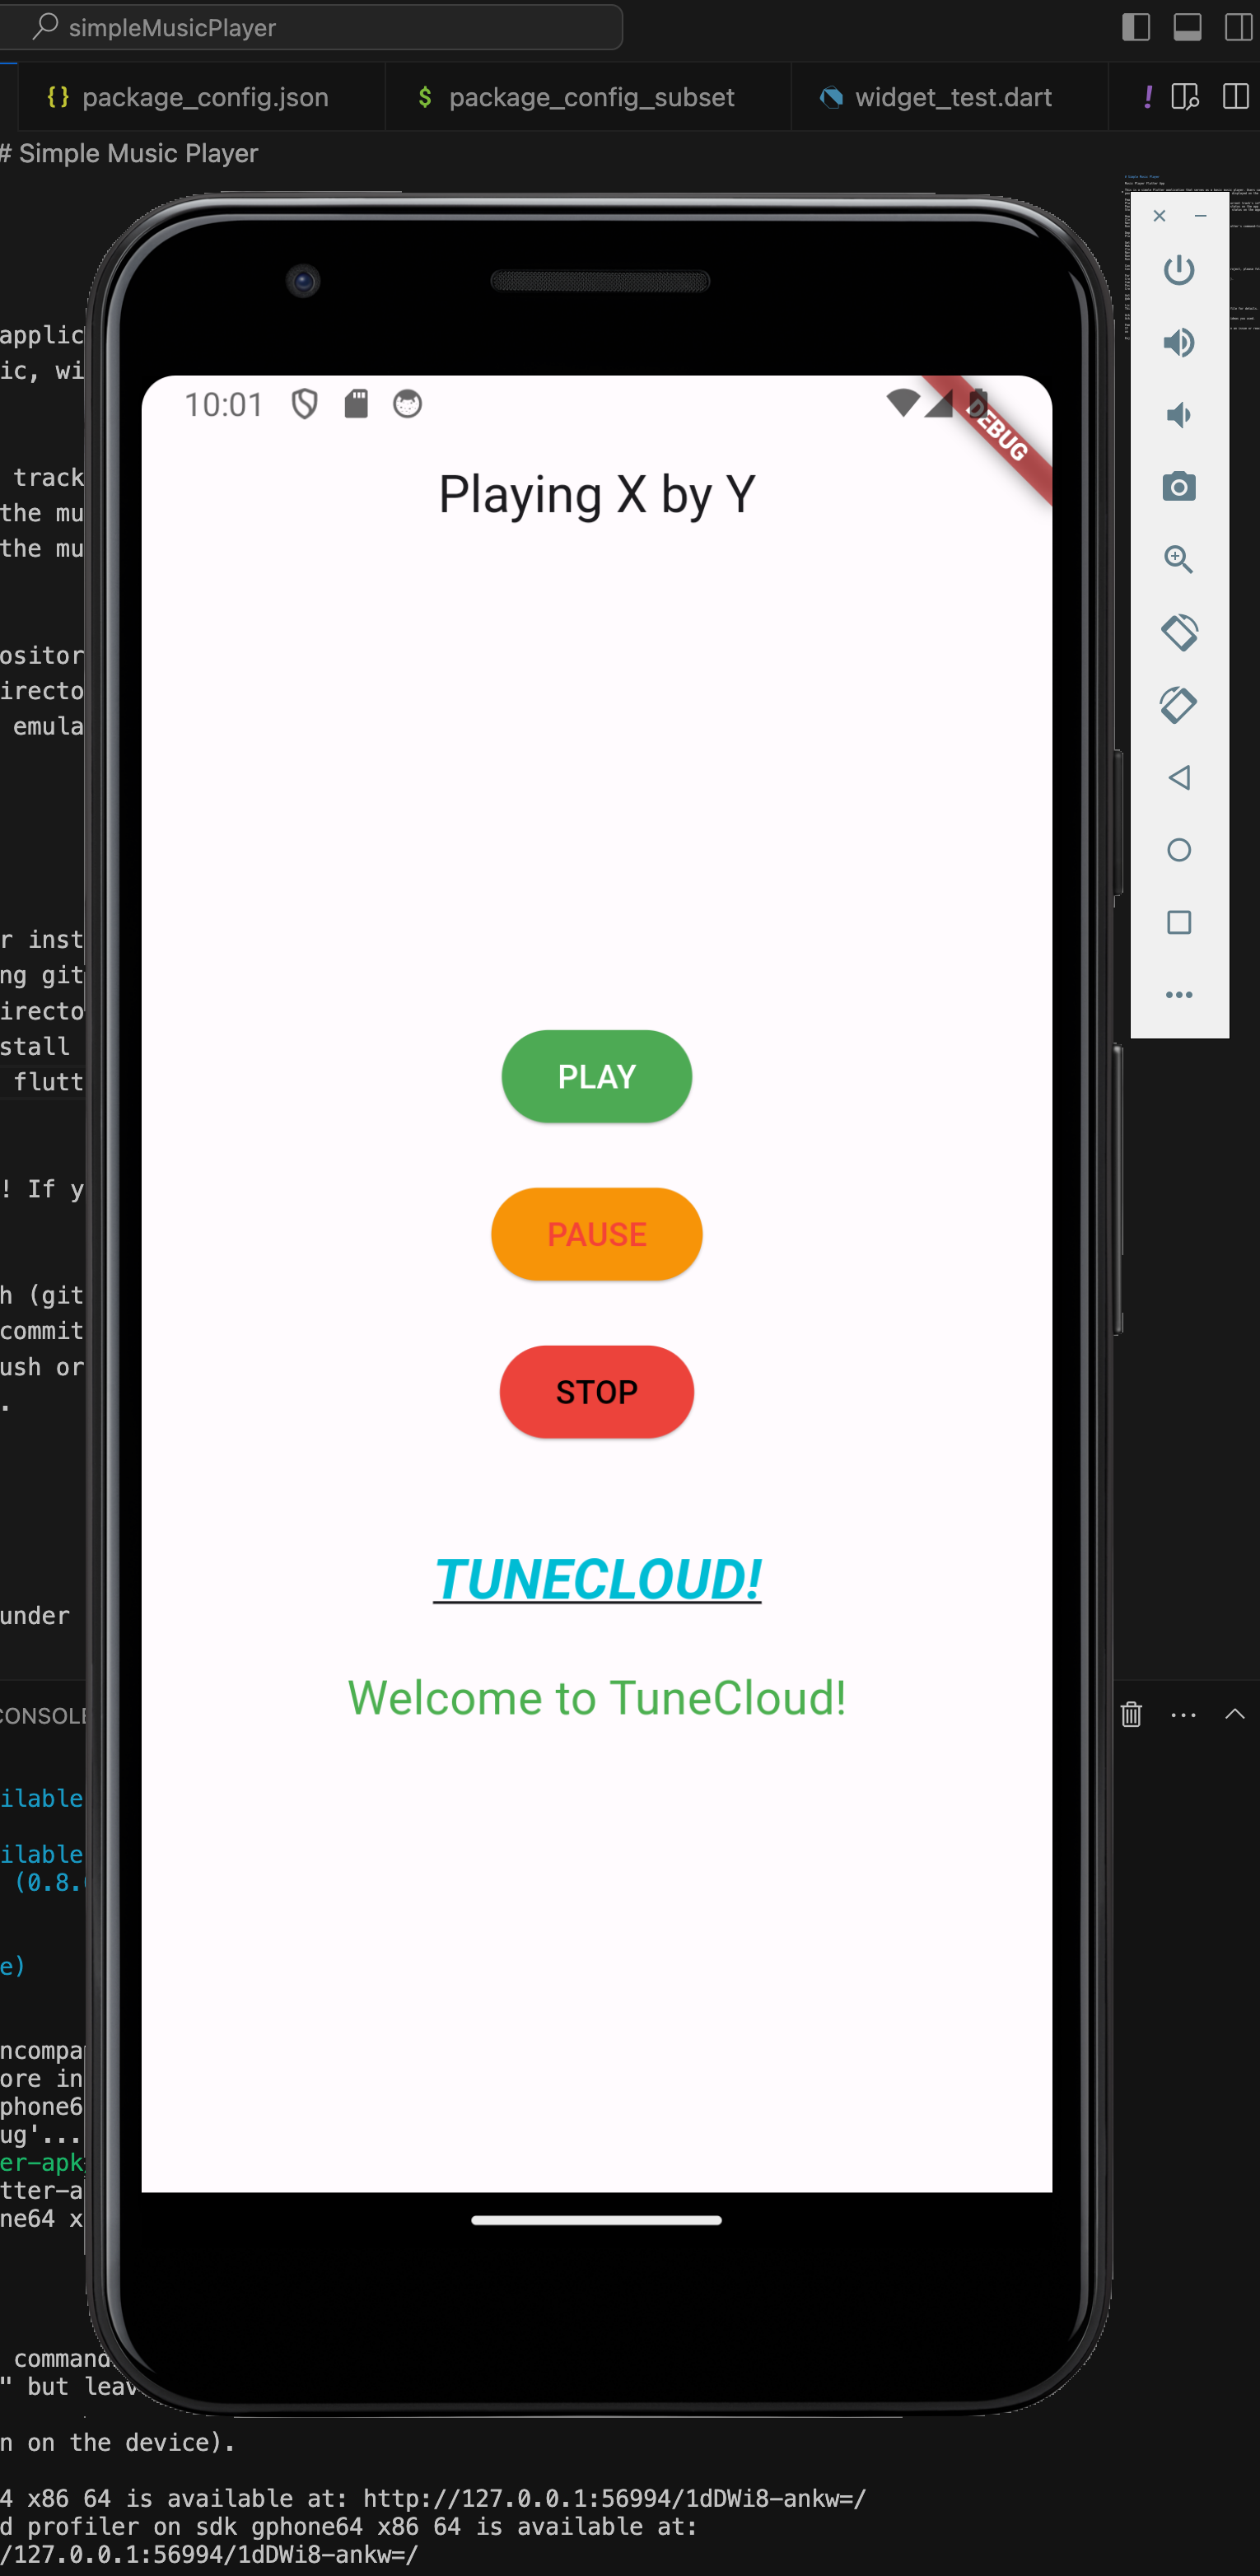 simpleMusicPlayer
{} package_config.json
$ package_config_subset
widget_test.dart
!
# Simple Music Player
applic
ic, wi
track
the mu
the mu
ositor
irecto
emula
r inst
ng git
irecto
stall
flutt
! If y
h (git
commit
ush or
.
under
10:01
DEBUG
Playing X by Y
PLAY
PAUSE
STOP
TUNECLOUD!
Welcome to TuneCloud!
CONSOLE
ilable
ilable
(0.8.
e)
ncompa
ore in
phone6
ug'...
er-apk
tter-a
ne64 x
command
" but leav
n on the device).
4 x86 64 is available at: http://127.0.0.1:56994/1dDWi8-ankw=/
d profiler on sdk gphone64 x86 64 is available at:
/127.0.0.1:56994/1dDWi8-ankw=/